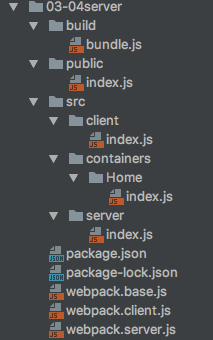 03-04server
build
bundle.js
public
index.js
src
client
index.js
containers
Home
index.js
server
index.js
package.json
package-lock.json
webpack.base.js
webpack.client.js
webpack.server.js